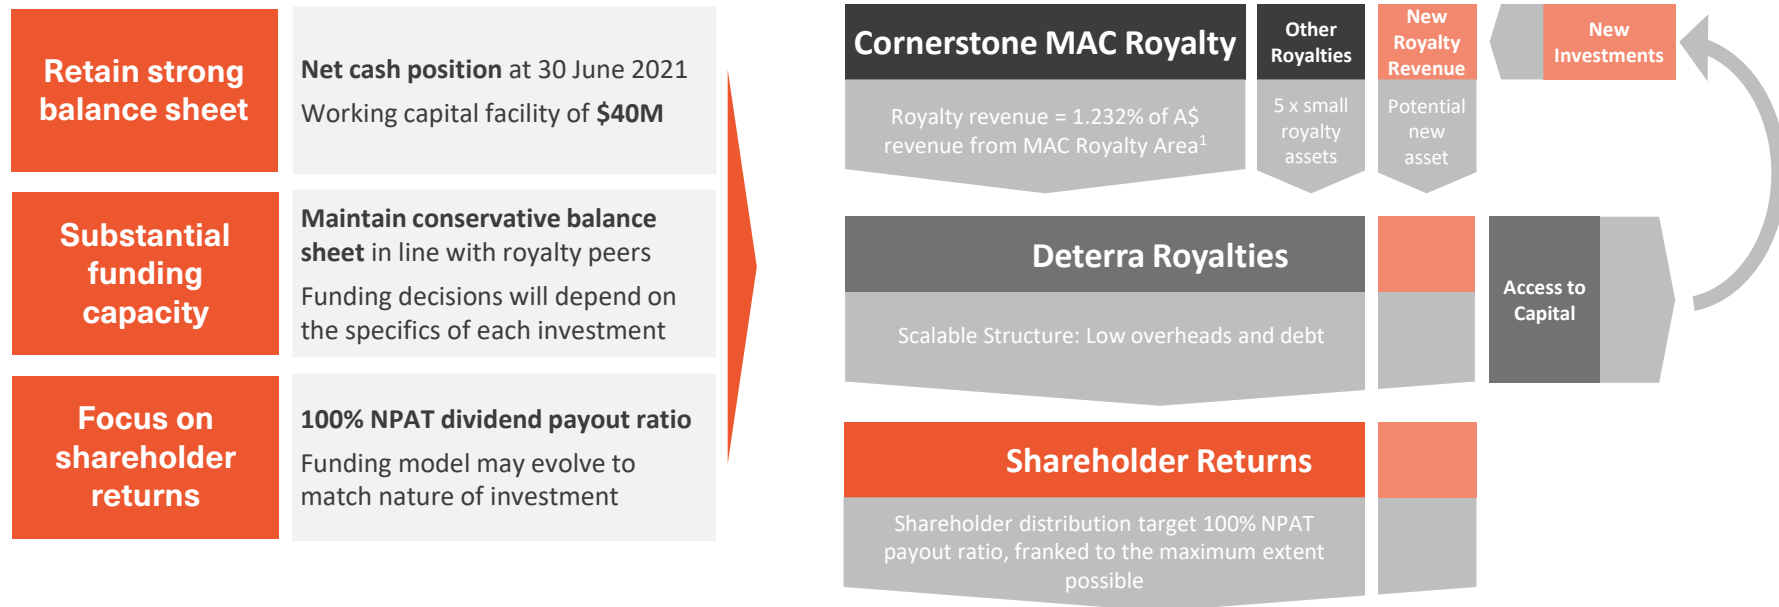 Retain strong
balance sheet
Net cash position at 30 June 2021
Working capital facility of $40M
Substantial
funding
capacity
Maintain conservative balance
sheet in line with royalty peers
Funding decisions will depend on
the specifics of each investment
Focus on
shareholder
returns
100% NPAT dividend payout ratio
Funding model may evolve to
match nature of investment
Cornerstone MAC Royalty
Royalty revenue = 1.232% of A$
revenue from MAC Royalty Area¹
Other
Royalties
5 x small
royalty
assets
New
Royalty
Revenue
Potential
new
asset
New
Investments
Deterra Royalties
Scalable Structure: Low overheads and debt
Access to
Capital
Shareholder Returns
Shareholder distribution target 100% NPAT
payout ratio, franked to the maximum extent
possible